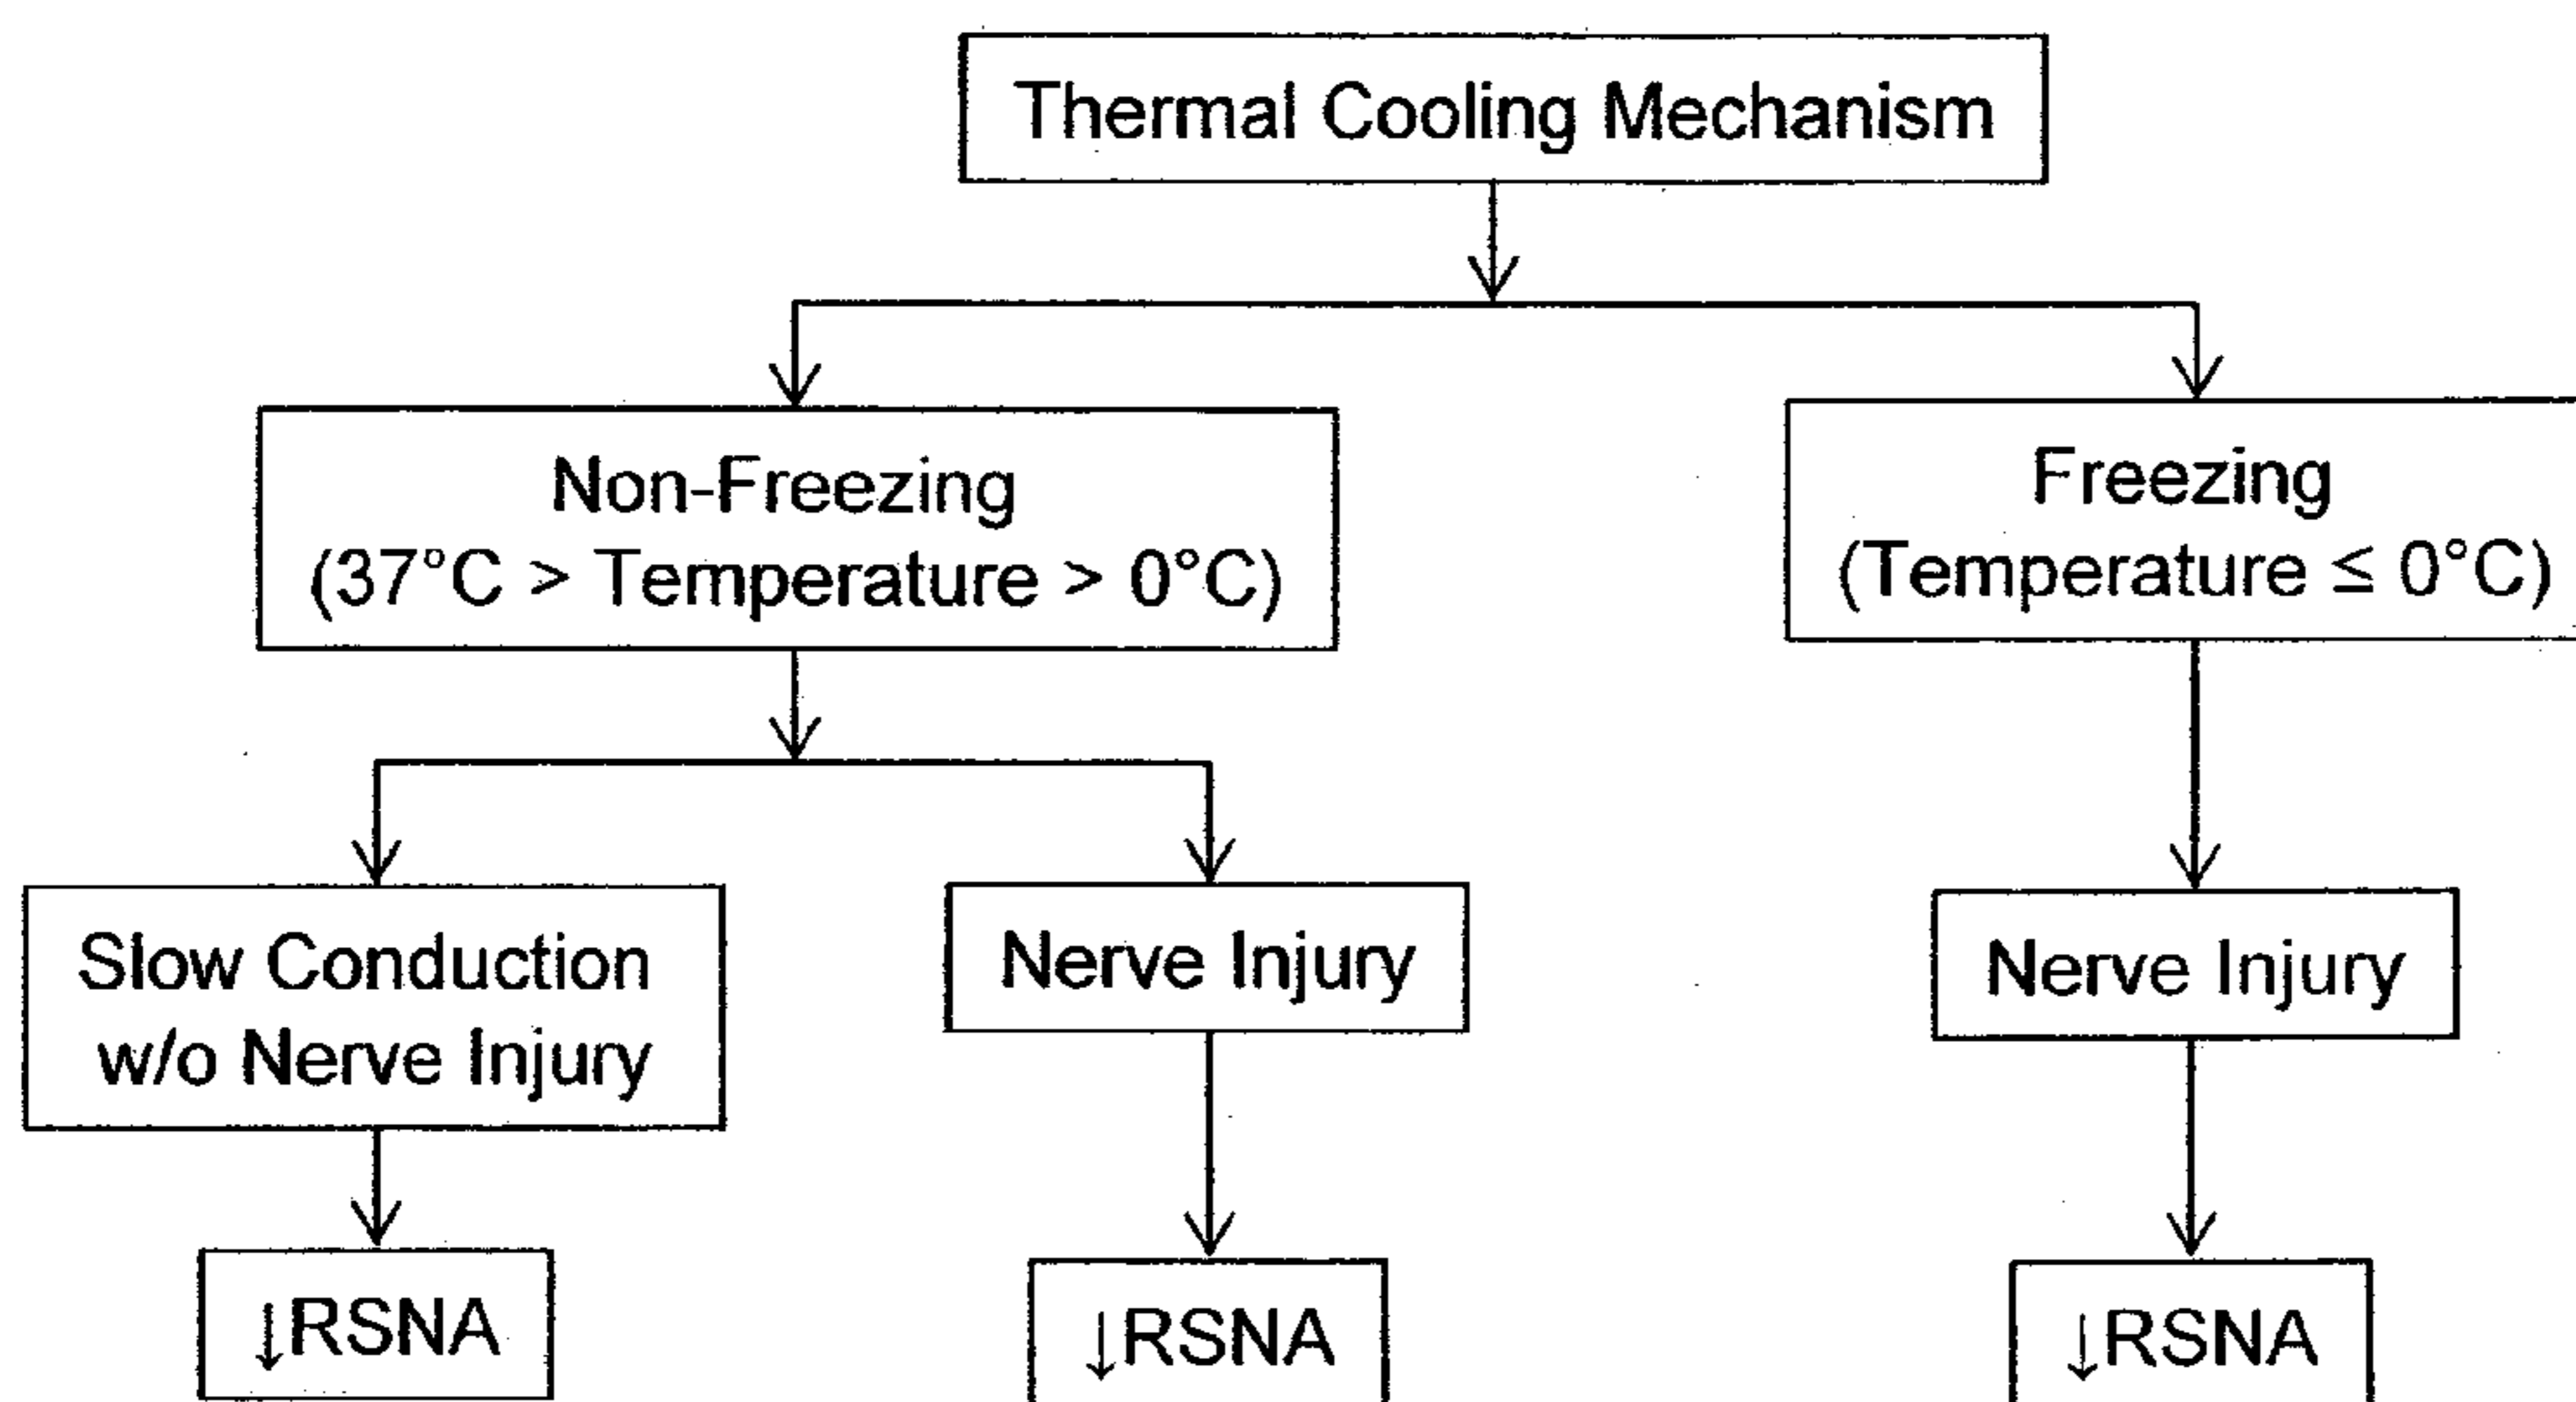 Thermal Cooling Mechanism
Non-Freezing
(37°C > Temperature > 0°C)
Freezing
(Temperature ≤ 0°C)
Slow Conduction
w/o Nerve Injury
Nerve Injury
Nerve Injury
↓RSNA
↓RSNA
↓RSNA